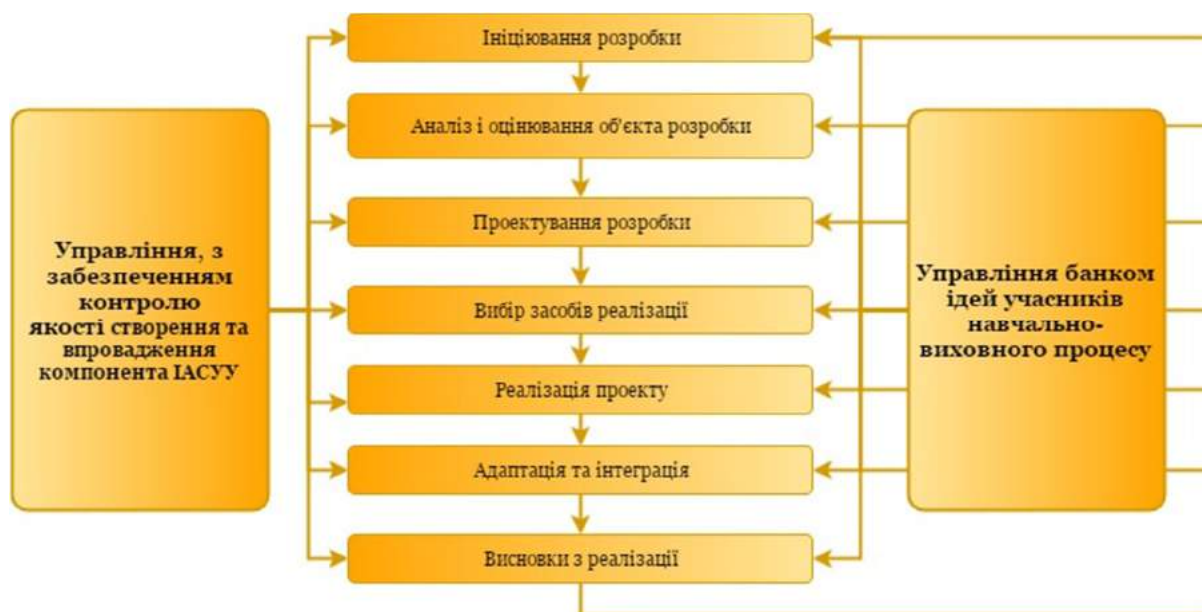 Ініціювання розробки
Аналіз і оцінювання об'єкта розробки
Проектування розробки
Вибір засобів реалізації
Реалізація проекту
Адаптація та інтеграція
Висновки з реалізації
Управління, з
забезпеченням
контролю
якості створення та
впровадження
компонента ІАСУУ
Управління банком
ідей учасників
навчально-
виховного процесу